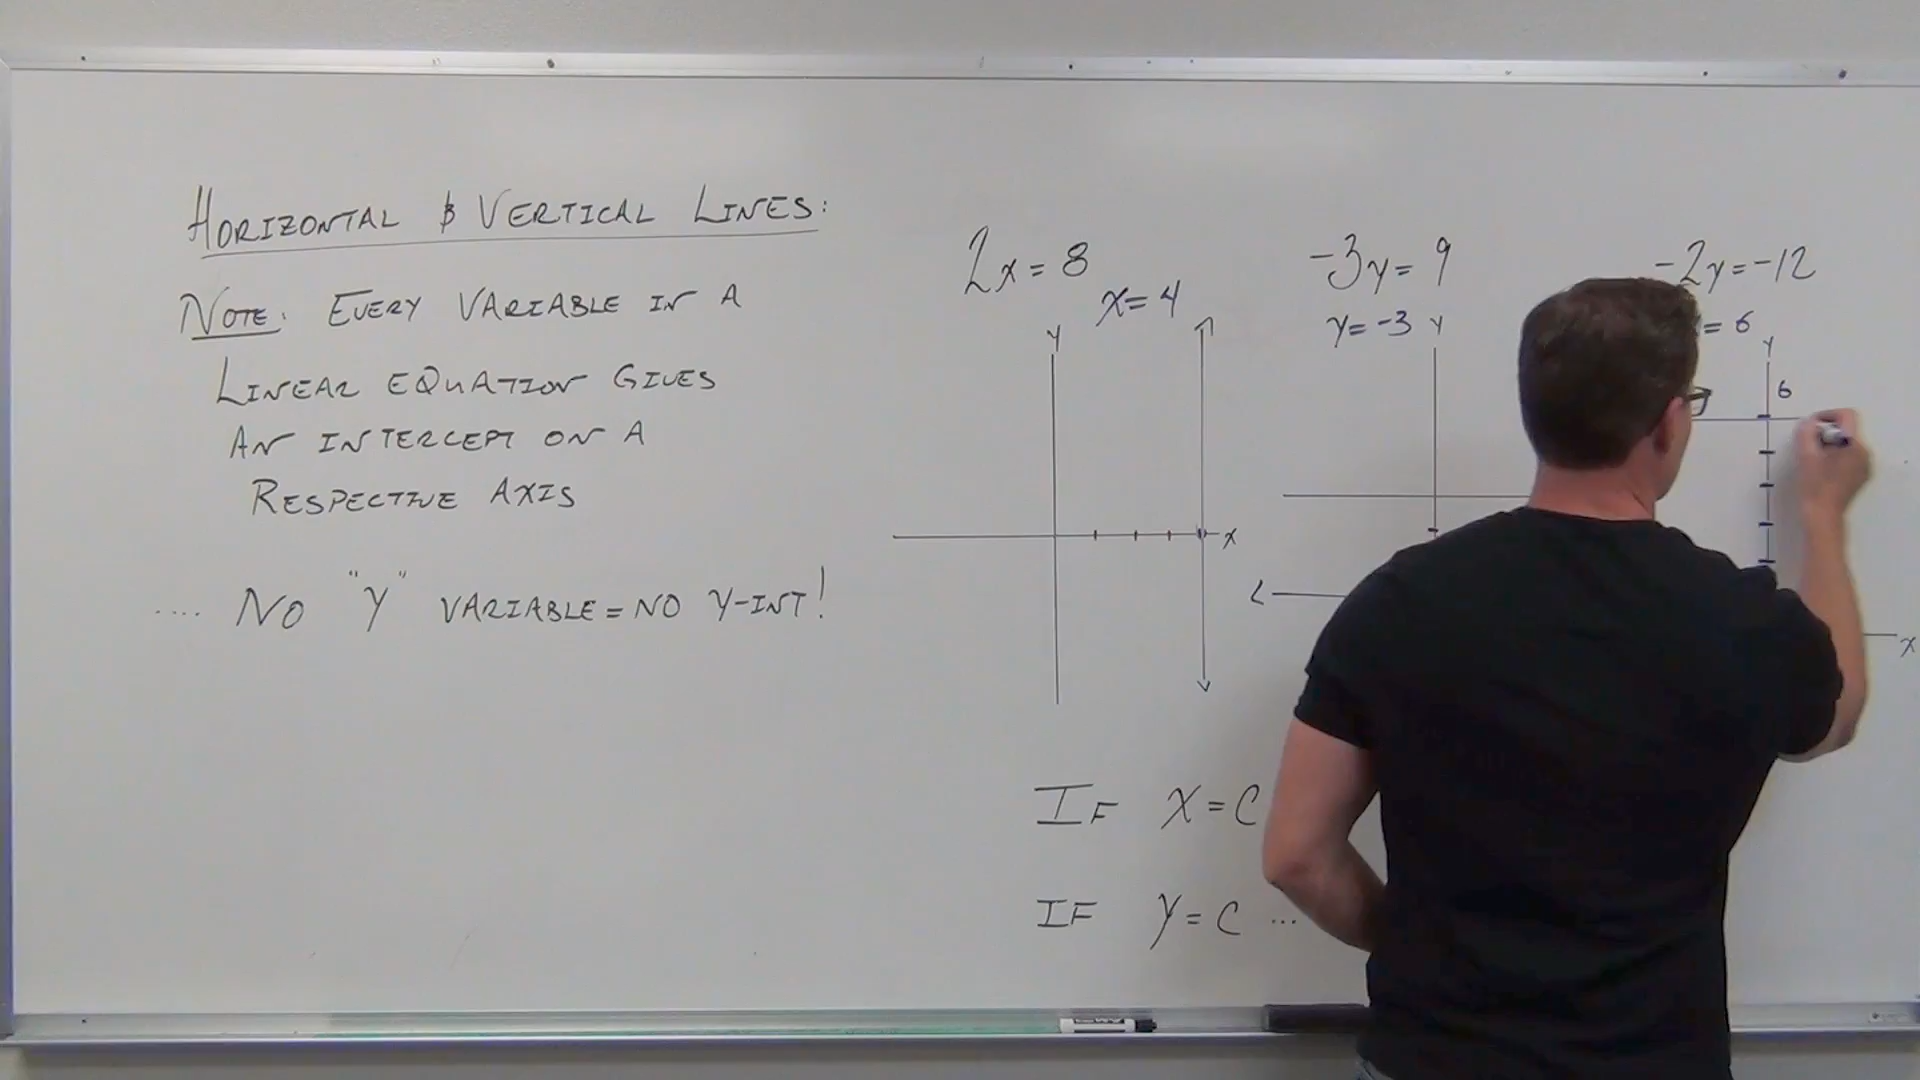 HORIZONTAL & VERTICAL LINES:
NOTE: EVERY VARIABLE IN A
LINEAR EQUATION GIVES
AN INTERCEPT ON A
RESPECTIVE AXIS
.... NO "Y" VARIABLE = NO Y-INT!
2x = 8
x = 4
y
x
-3y = 9
y = -3
y
-2y = -12
= 6
y
6
x
IF X = C
IF Y = C ...